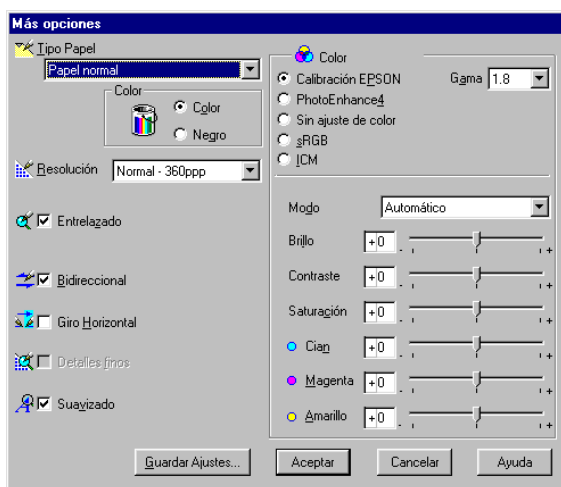 Más opciones
Tipo Papel
Papel normal
Color
Color
Negro
Resolución
Normal - 360ppp
Entrelazado
Bidireccional
Giro Horizontal
Detalles finos
Suavizado
Color
Calibración EPSON
Gama
1.8
PhotoEnhance4
Sin ajuste de color
sRGB
ICM
Modo
Automático
Brillo
+0
- +
Contraste
+0
- +
Saturación
+0
- +
Cian
+0
- +
Magenta
+0
- +
Amarillo
+0
- +
Guardar Ajustes...
Aceptar
Cancelar
Ayuda